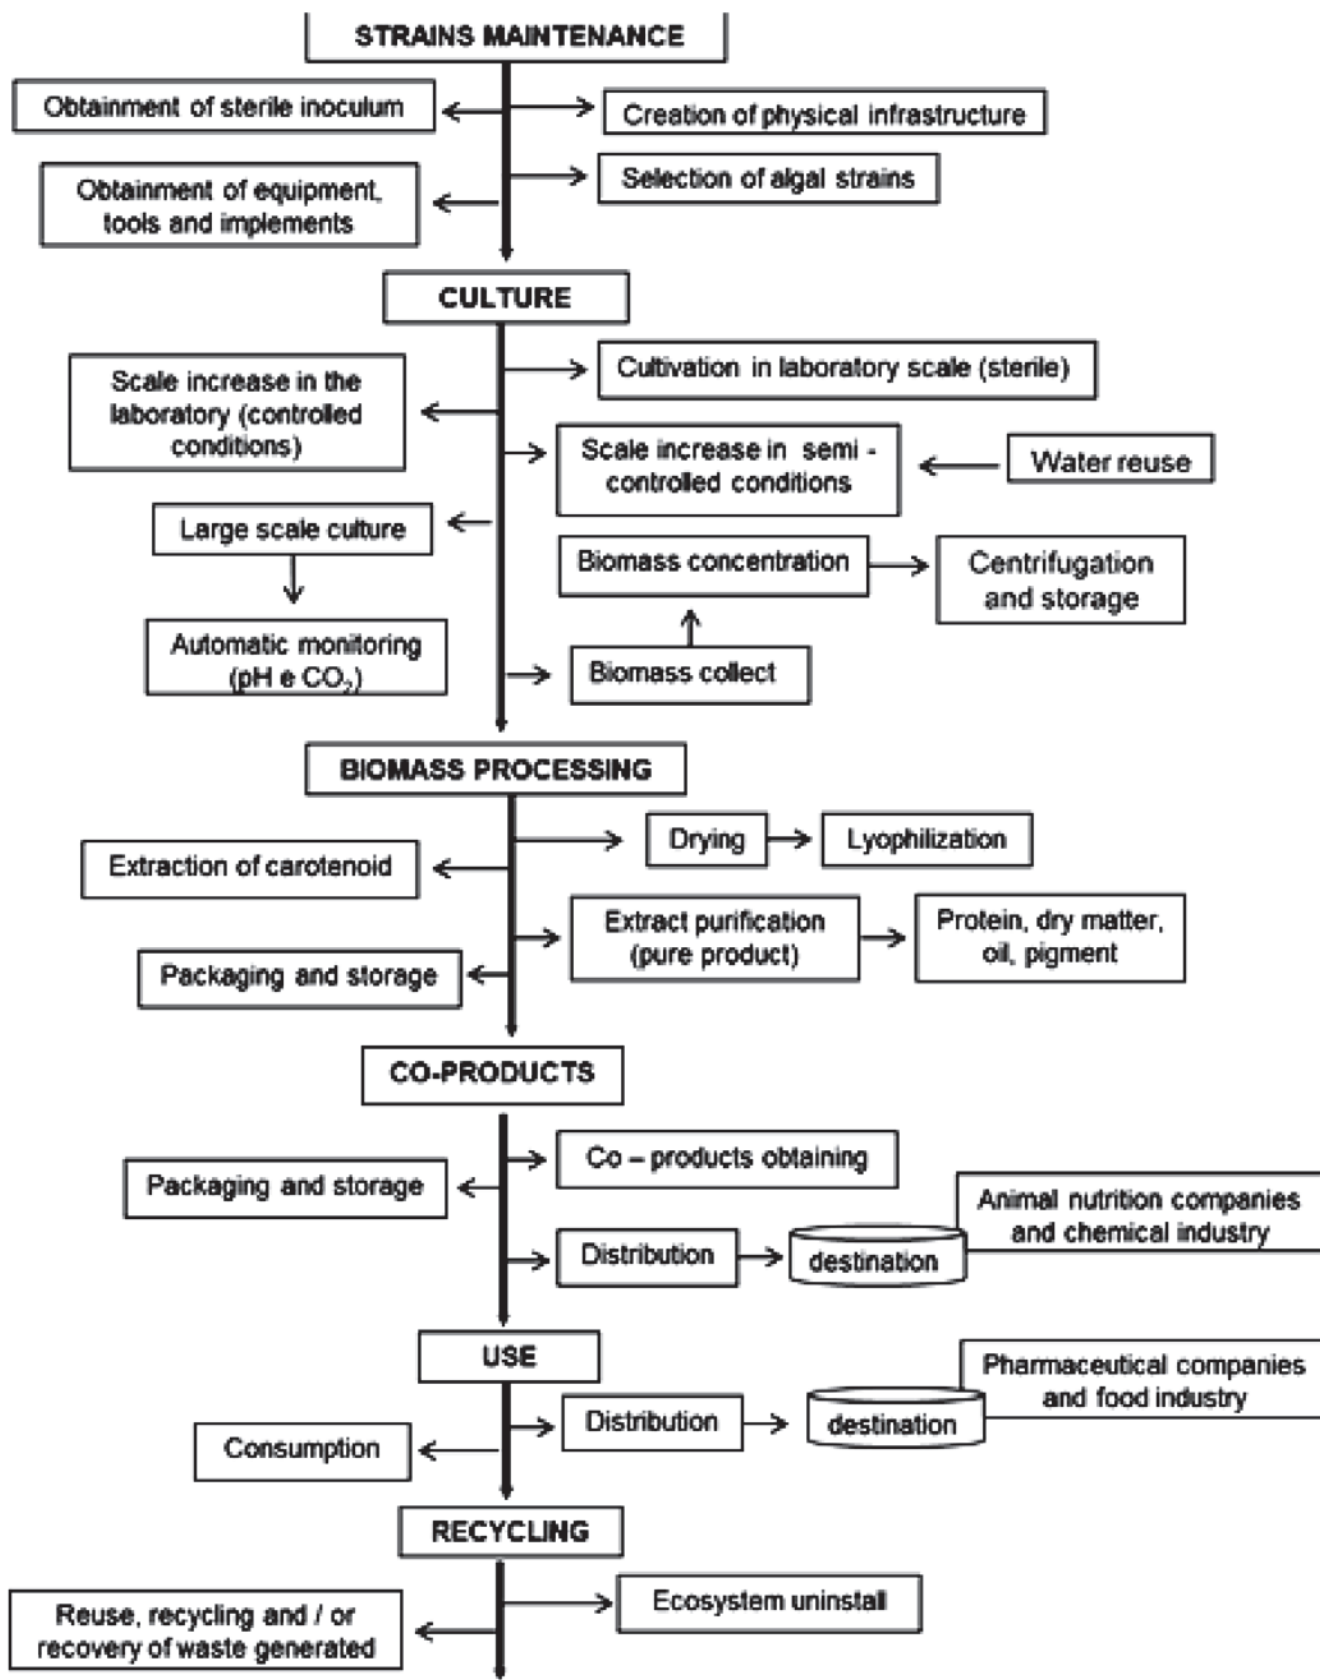 STRAINS MAINTENANCE
Obtainment of sterile inoculum
Creation of physical infrastructure
Selection of algal strains
Obtainment of equipment,
tools and implements
CULTURE
Cultivation in laboratory scale (sterile)
Scale increase in the
laboratory (controlled
conditions)
Scale increase in semi -
controlled conditions
Water reuse
Large scale culture
Biomass concentration
Centrifugation
and storage
Automatic monitoring
(pH e CO₂)
Biomass collect
BIOMASS PROCESSING
Drying
Lyophilization
Extraction of carotenoid
Extract purification
(pure product)
Protein, dry matter,
oil, pigment
Packaging and storage
CO-PRODUCTS
Co – products obtaining
Packaging and storage
Distribution
destination
Animal nutrition companies
and chemical industry
USE
Distribution
destination
Pharmaceutical companies
and food industry
Consumption
RECYCLING
Ecosystem uninstall
Reuse, recycling and / or
recovery of waste generated